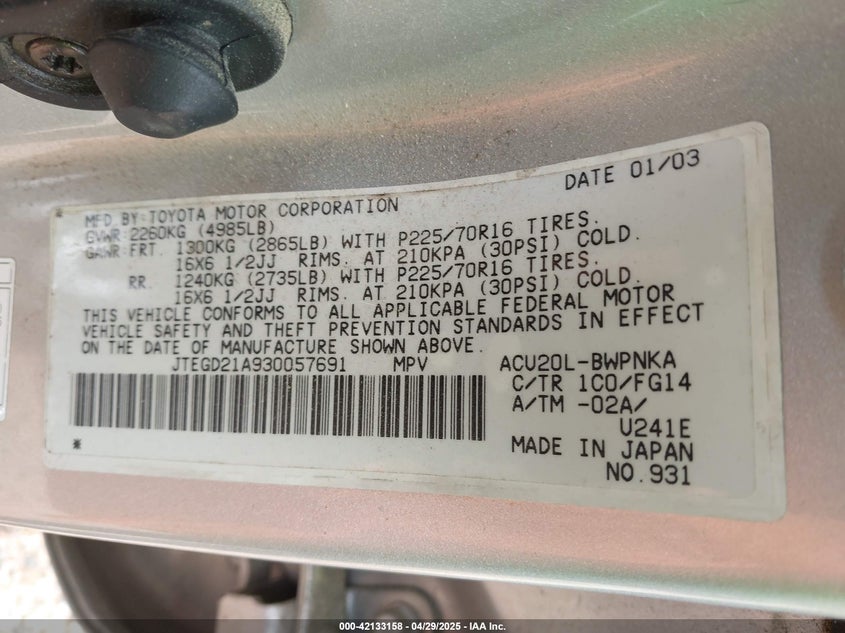 DATE 01/03
MFD BY:TOYOTA MOTOR CORPORATION
GVWR:2260KG (4985LB)
GAWR:FRT. 1300KG (2865LB) WITH P225/70R16 TIRES.
16X6 1/2JJ RIMS. AT 210KPA (30PSI) COLD.
RR. 1240KG (2735LB) WITH P225/70R16 TIRES.
16X6 1/2JJ RIMS. AT 210KPA (30PSI) COLD.
THIS VEHICLE CONFORMS TO ALL APPLICABLE FEDERAL MOTOR
VEHICLE SAFETY AND THEFT PREVENTION STANDARDS IN EFFECT
ON THE DATE OF MANUFACTURE SHOWN ABOVE.
JTEGD21A930057691 MPV ACU20L-BWPNKA
C/TR 1C0/FG14
A/TM -02A/
U241E
MADE IN JAPAN
NO.931
000-42133158 - 04/29/2025 - IAA Inc.